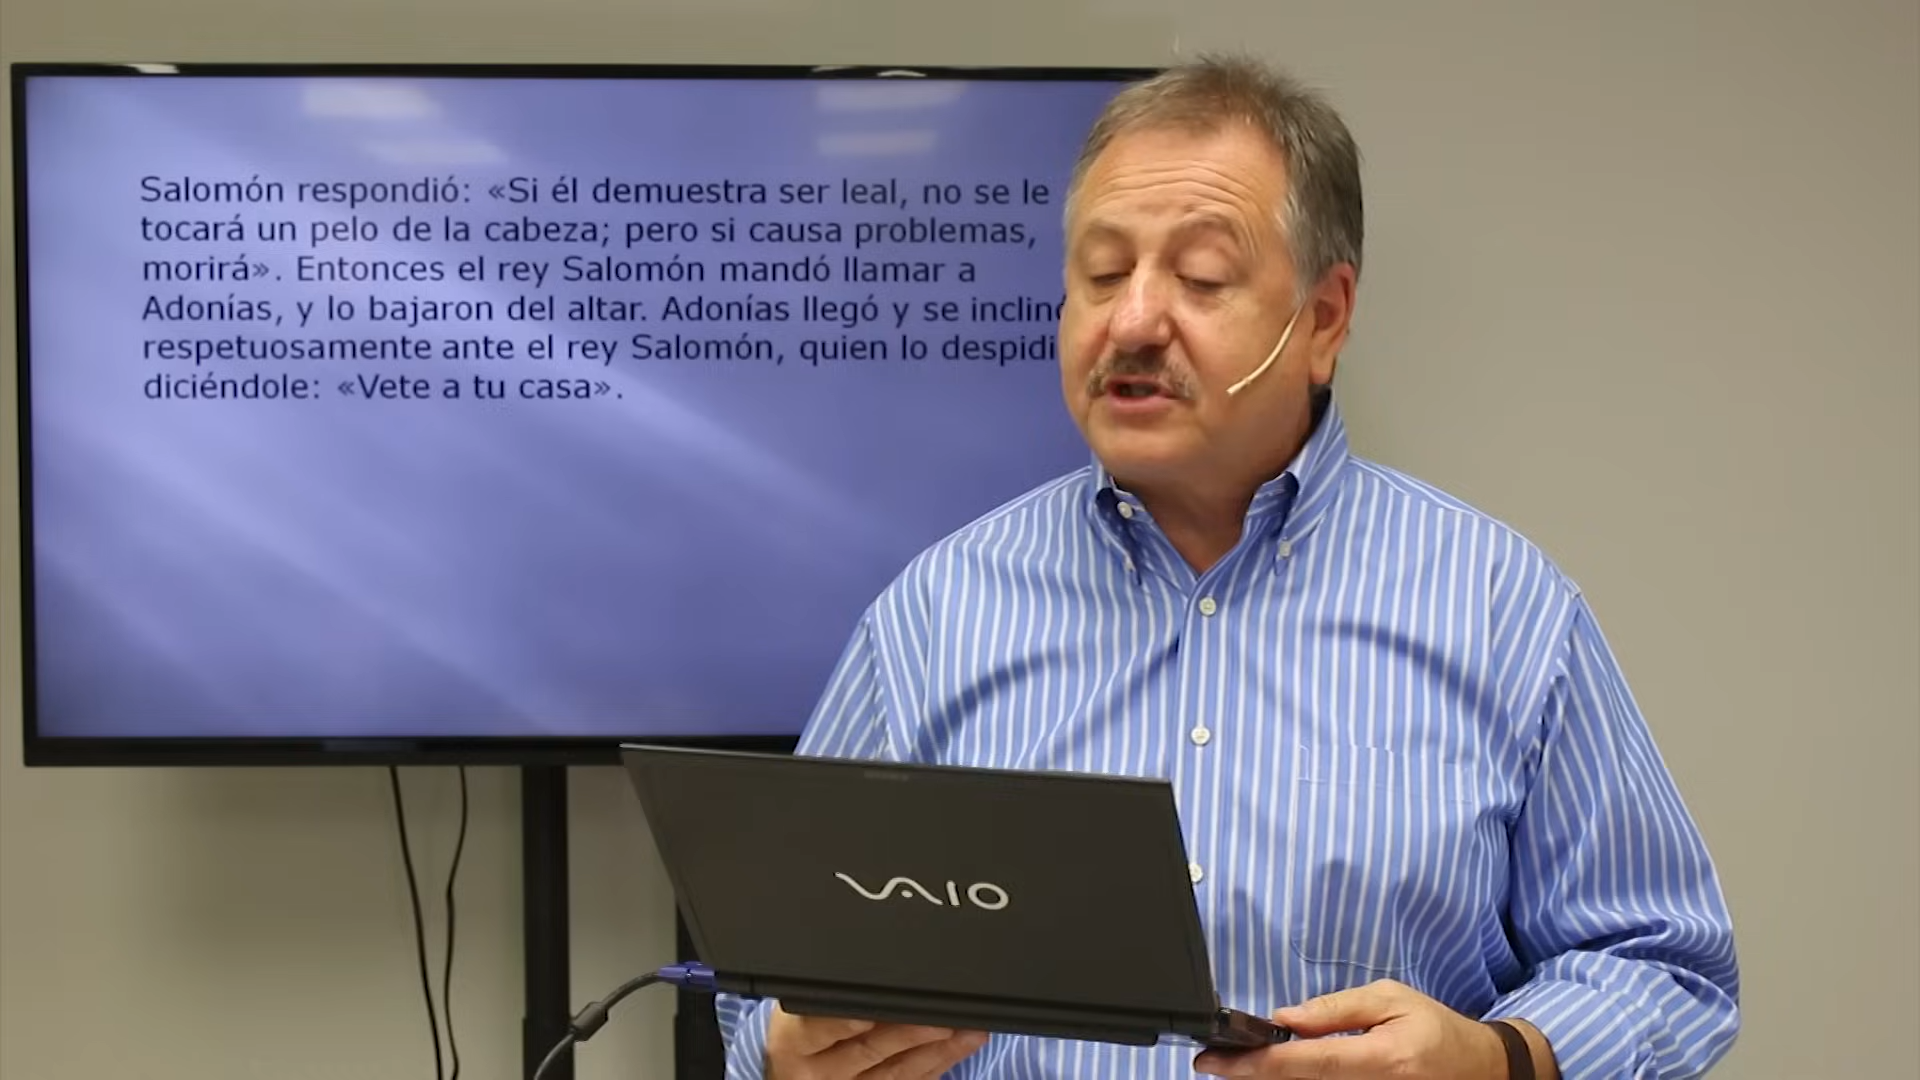 Salomón respondió: «Si él demuestra ser leal, no se le
tocará un pelo de la cabeza; pero si causa problemas,
morirá». Entonces el rey Salomón mandó llamar a
Adonías, y lo bajaron del altar. Adonías llegó y se inclinó
respetuosamente ante el rey Salomón, quien lo despidi
diciéndole: «Vete a tu casa».
VAIO